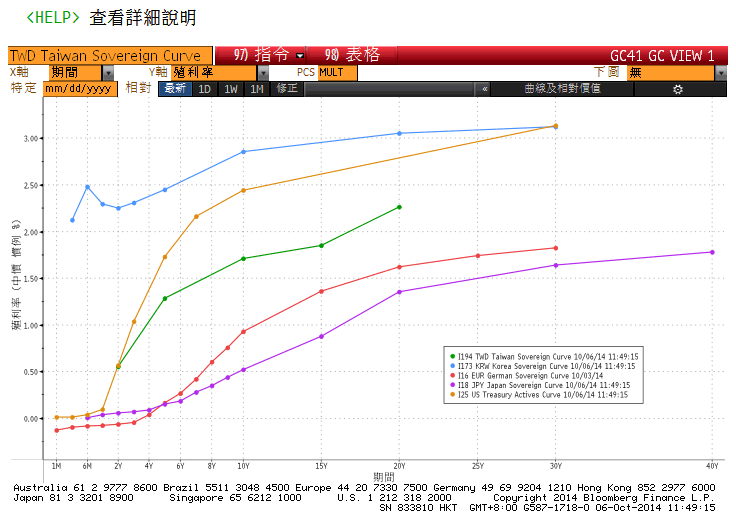 <HELP> 查看詳細說明
TWD Taiwan Sovereign Curve 97) 指令 98) 表格 GC41 GC VIEW 1
X軸 期間 Y軸 殖利率 PCS MULT 下圖 無
特定 mm/dd/yyyy 相對 最新 1D 1W 1M 修正 « 曲線及相對價值
3.00
2.50
2.00
1.50
1.00
0.50
0.00
殖利率 (中價 慣例 %)
I194 TWD Taiwan Sovereign Curve 10/06/14 11:49:15
I173 KRW Korea Sovereign Curve 10/06/14 11:49:15
I16 EUR German Sovereign Curve 10/03/14
I18 JPY Japan Sovereign Curve 10/06/14 11:49:15
I25 US Treasury Actives Curve 10/06/14 11:49:15
1M 6M 2Y 4Y 6Y 8Y 10Y 15Y 20Y 25Y 30Y 40Y
期間
Australia 61 2 9777 8600 Brazil 5511 3048 4500 Europe 44 20 7330 7500 Germany 49 69 9204 1210 Hong Kong 852 2977 6000
Japan 81 3 3201 8900 Singapore 65 6212 1000 U.S. 1 212 318 2000 Copyright 2014 Bloomberg Finance L.P.
SN 833810 HKT GMT+8:00 G587-1718-0 06-Oct-2014 11:49:15